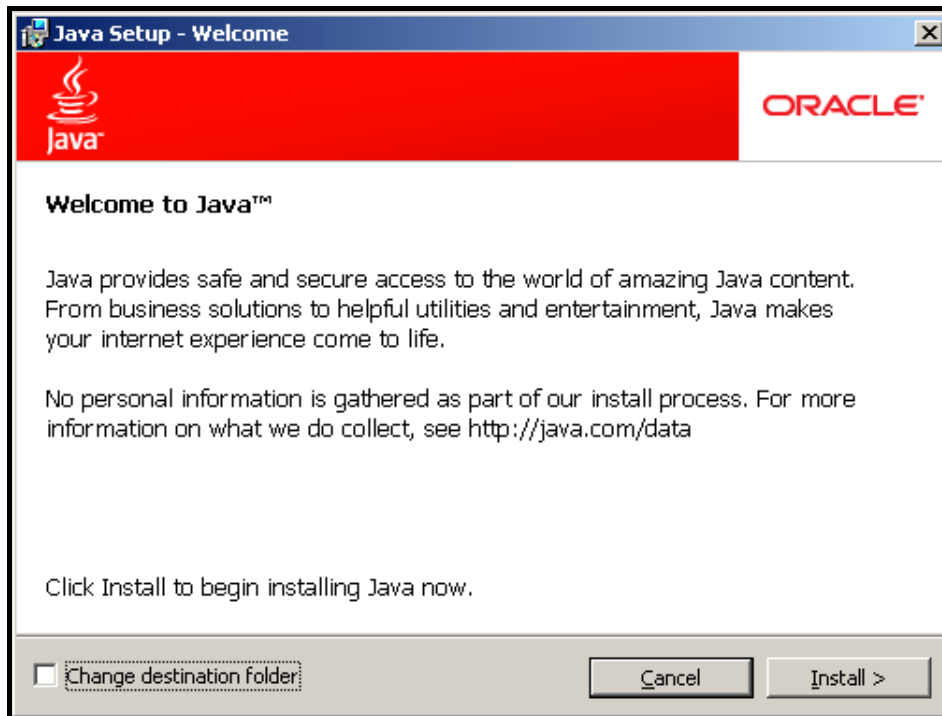 Java Setup - Welcome
Java™
ORACLE®
Welcome to Java™
Java provides safe and secure access to the world of amazing Java content.
From business solutions to helpful utilities and entertainment, Java makes
your internet experience come to life.
No personal information is gathered as part of our install process. For more
information on what we do collect, see http://java.com/data
Click Install to begin installing Java now.
Change destination folder
Cancel
Install >